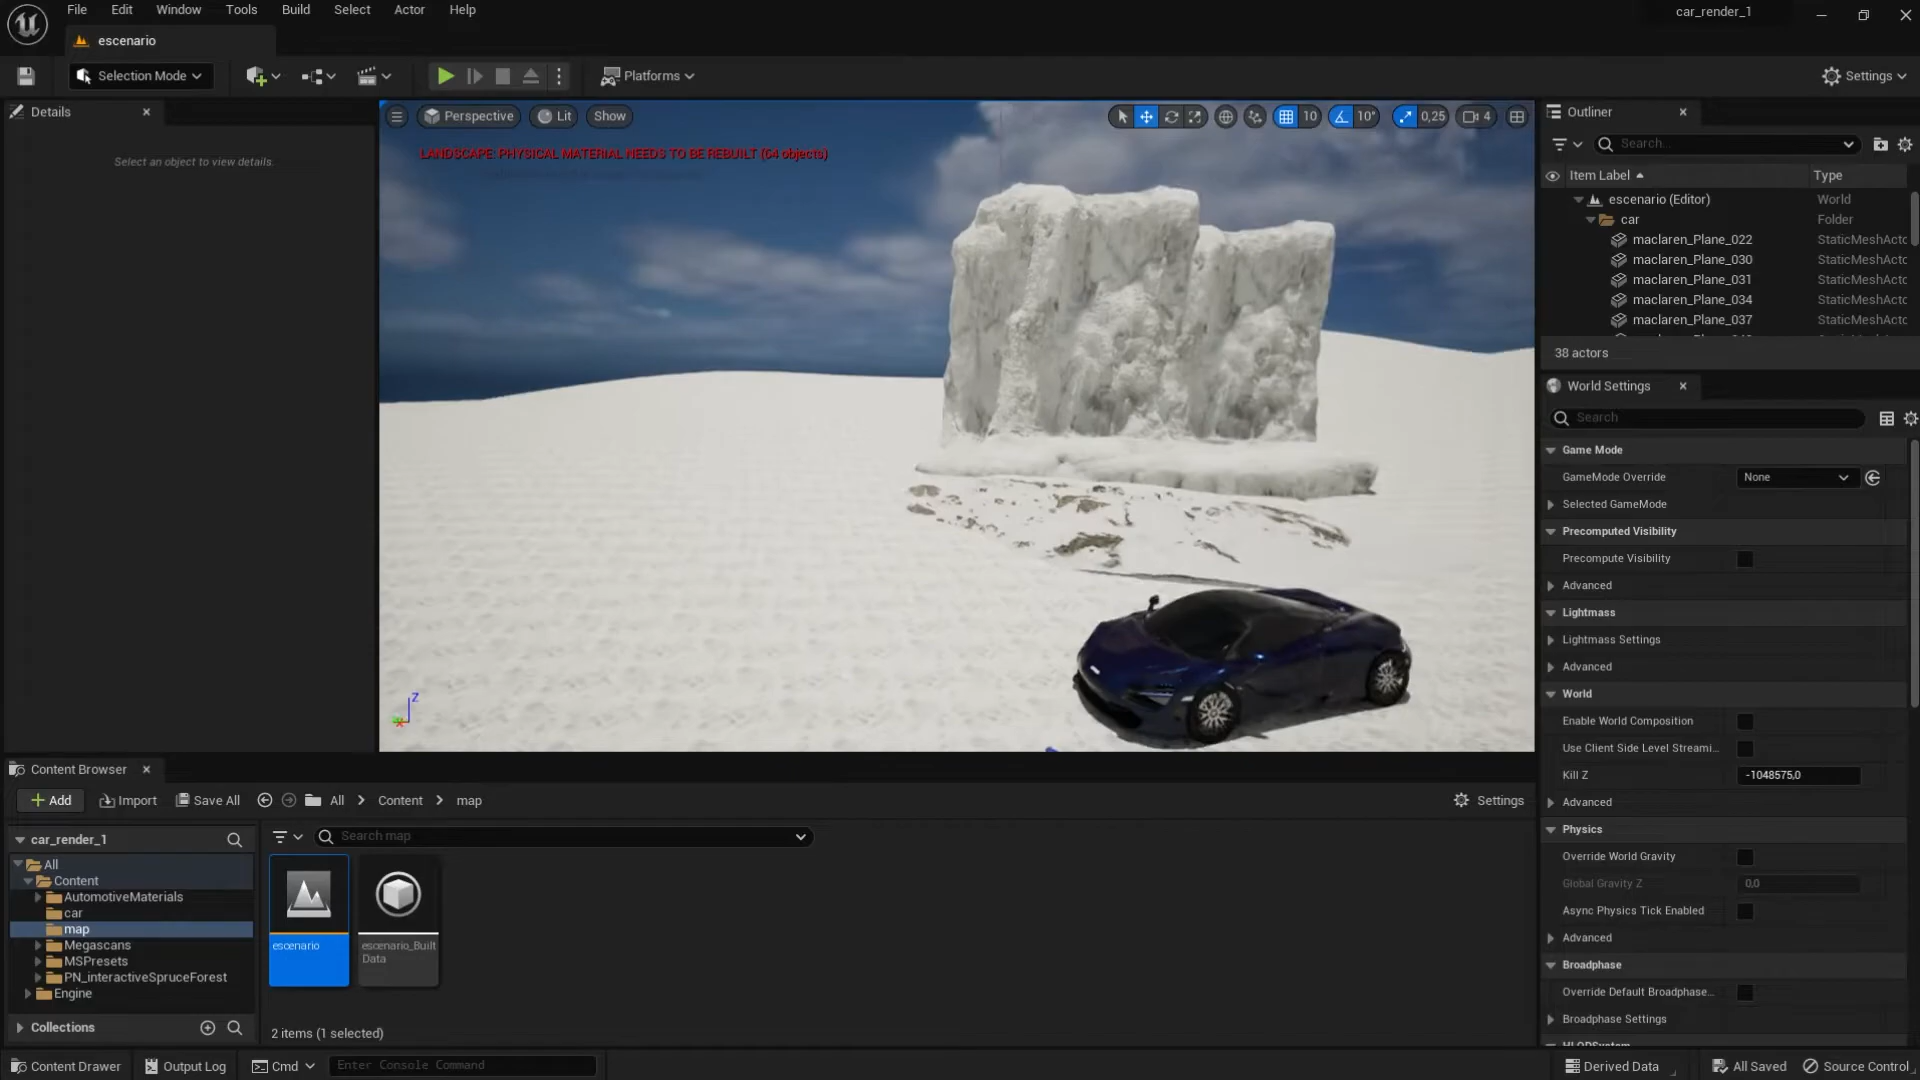 File Edit Window Tools Build Select Actor Help
car_render_1
escenario
Selection Mode
Platforms
Settings
Details
Select an object to view details.
Perspective
Lit
Show
10
10°
0,25
4
LANDSCAPE: PHYSICAL MATERIAL NEEDS TO BE REBUILT (64 objects)
Z
X
Outliner
Search...
Item Label
Type
escenario (Editor) World
car Folder
maclaren_Plane_022 StaticMeshActo
maclaren_Plane_030 StaticMeshActo
maclaren_Plane_031 StaticMeshActo
maclaren_Plane_034 StaticMeshActo
maclaren_Plane_037 StaticMeshActo
38 actors
World Settings
Search
Game Mode
GameMode Override None
Selected GameMode
Precomputed Visibility
Precompute Visibility
Advanced
Lightmass
Lightmass Settings
Advanced
World
Enable World Composition
Use Client Side Level Streami...
Kill Z -1048575,0
Advanced
Physics
Override World Gravity
Global Gravity Z 0,0
Async Physics Tick Enabled
Advanced
Broadphase
Override Default Broadphase...
Broadphase Settings
HLODSystem
Content Browser
Add
Import
Save All
All
Content
map
Settings
car_render_1
Search map
All
Content
AutomotiveMaterials
car
map
Megascans
MSPresets
PN_interactiveSpruceForest
Engine
escenario
escenario_Built
Data
Collections
2 items (1 selected)
Content Drawer
Output Log
Cmd
Enter Console Command
Derived Data
All Saved
Source Control